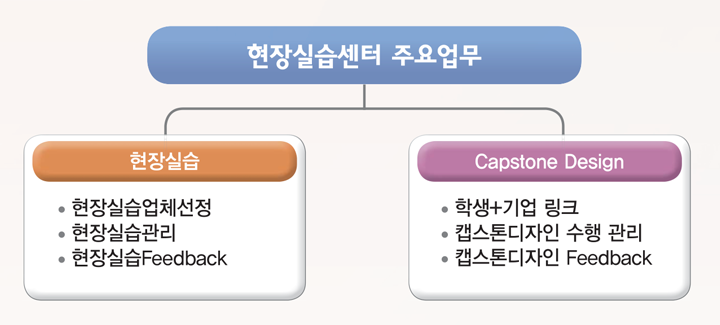 현장실습센터 주요업무
현장실습
• 현장실습업체선정
• 현장실습관리
• 현장실습Feedback
Capstone Design
• 학생+기업 링크
• 캡스톤디자인 수행 관리
• 캡스톤디자인 Feedback